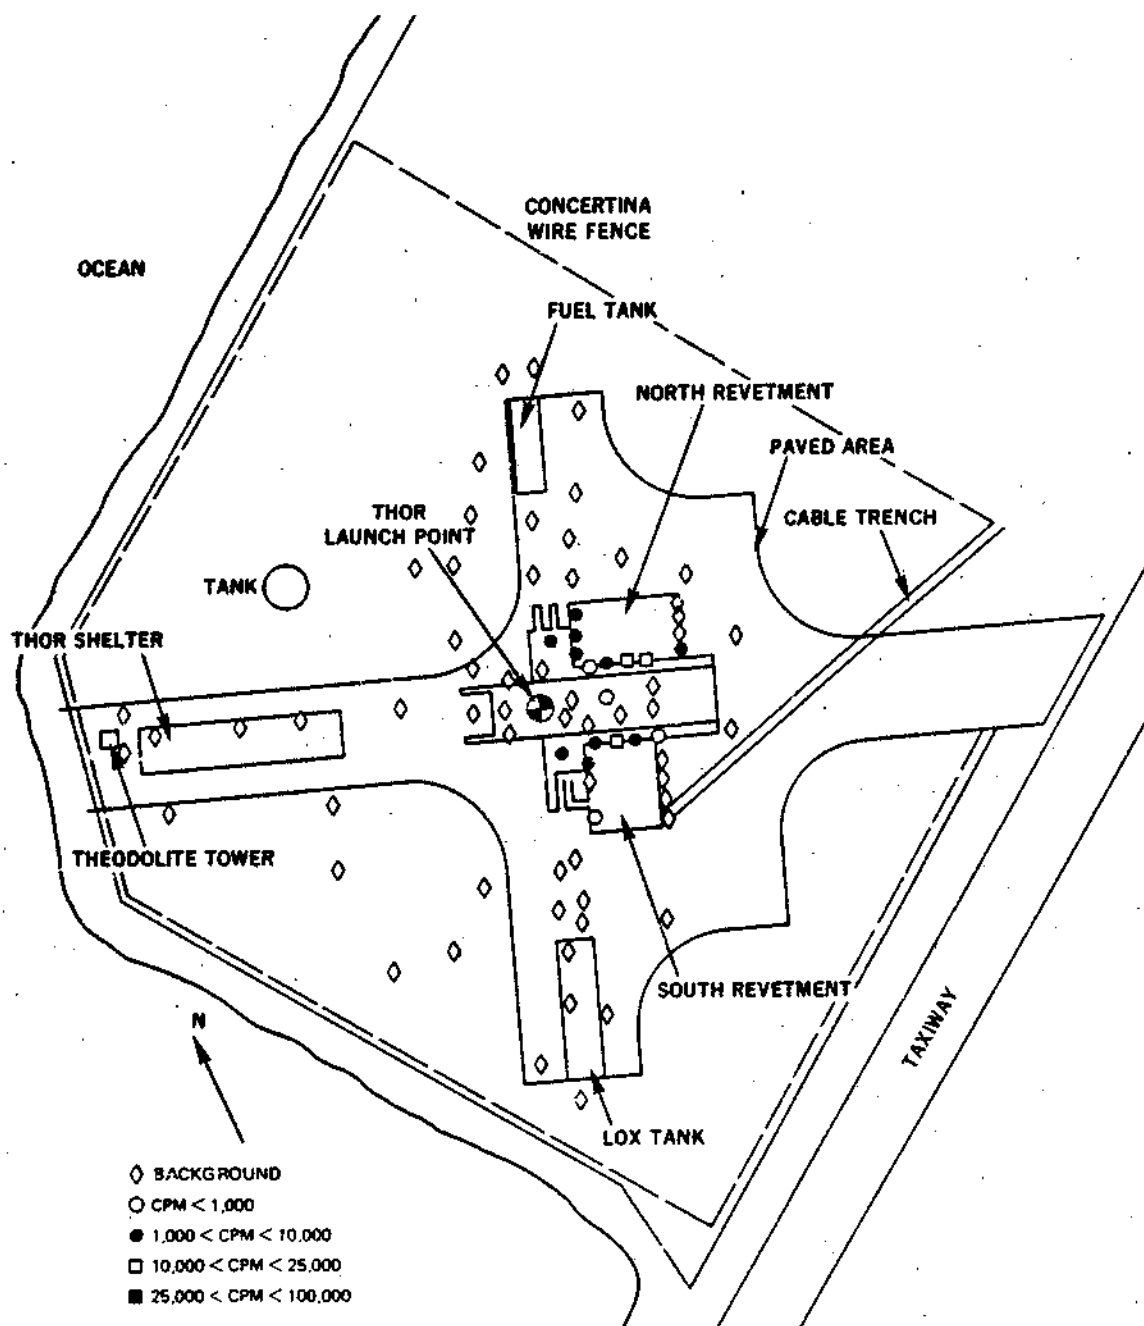 CONCERTINA
WIRE FENCE
OCEAN
FUEL TANK
NORTH REVETMENT
PAVED AREA
THOR
LAUNCH POINT
CABLE TRENCH
TANK
THOR SHELTER
THEODOLITE TOWER
SOUTH REVETMENT
N
TAXIWAY
LOX TANK
BACKGROUND
CPM < 1,000
1,000 < CPM < 10,000
10,000 < CPM < 25,000
25,000 < CPM < 100,000